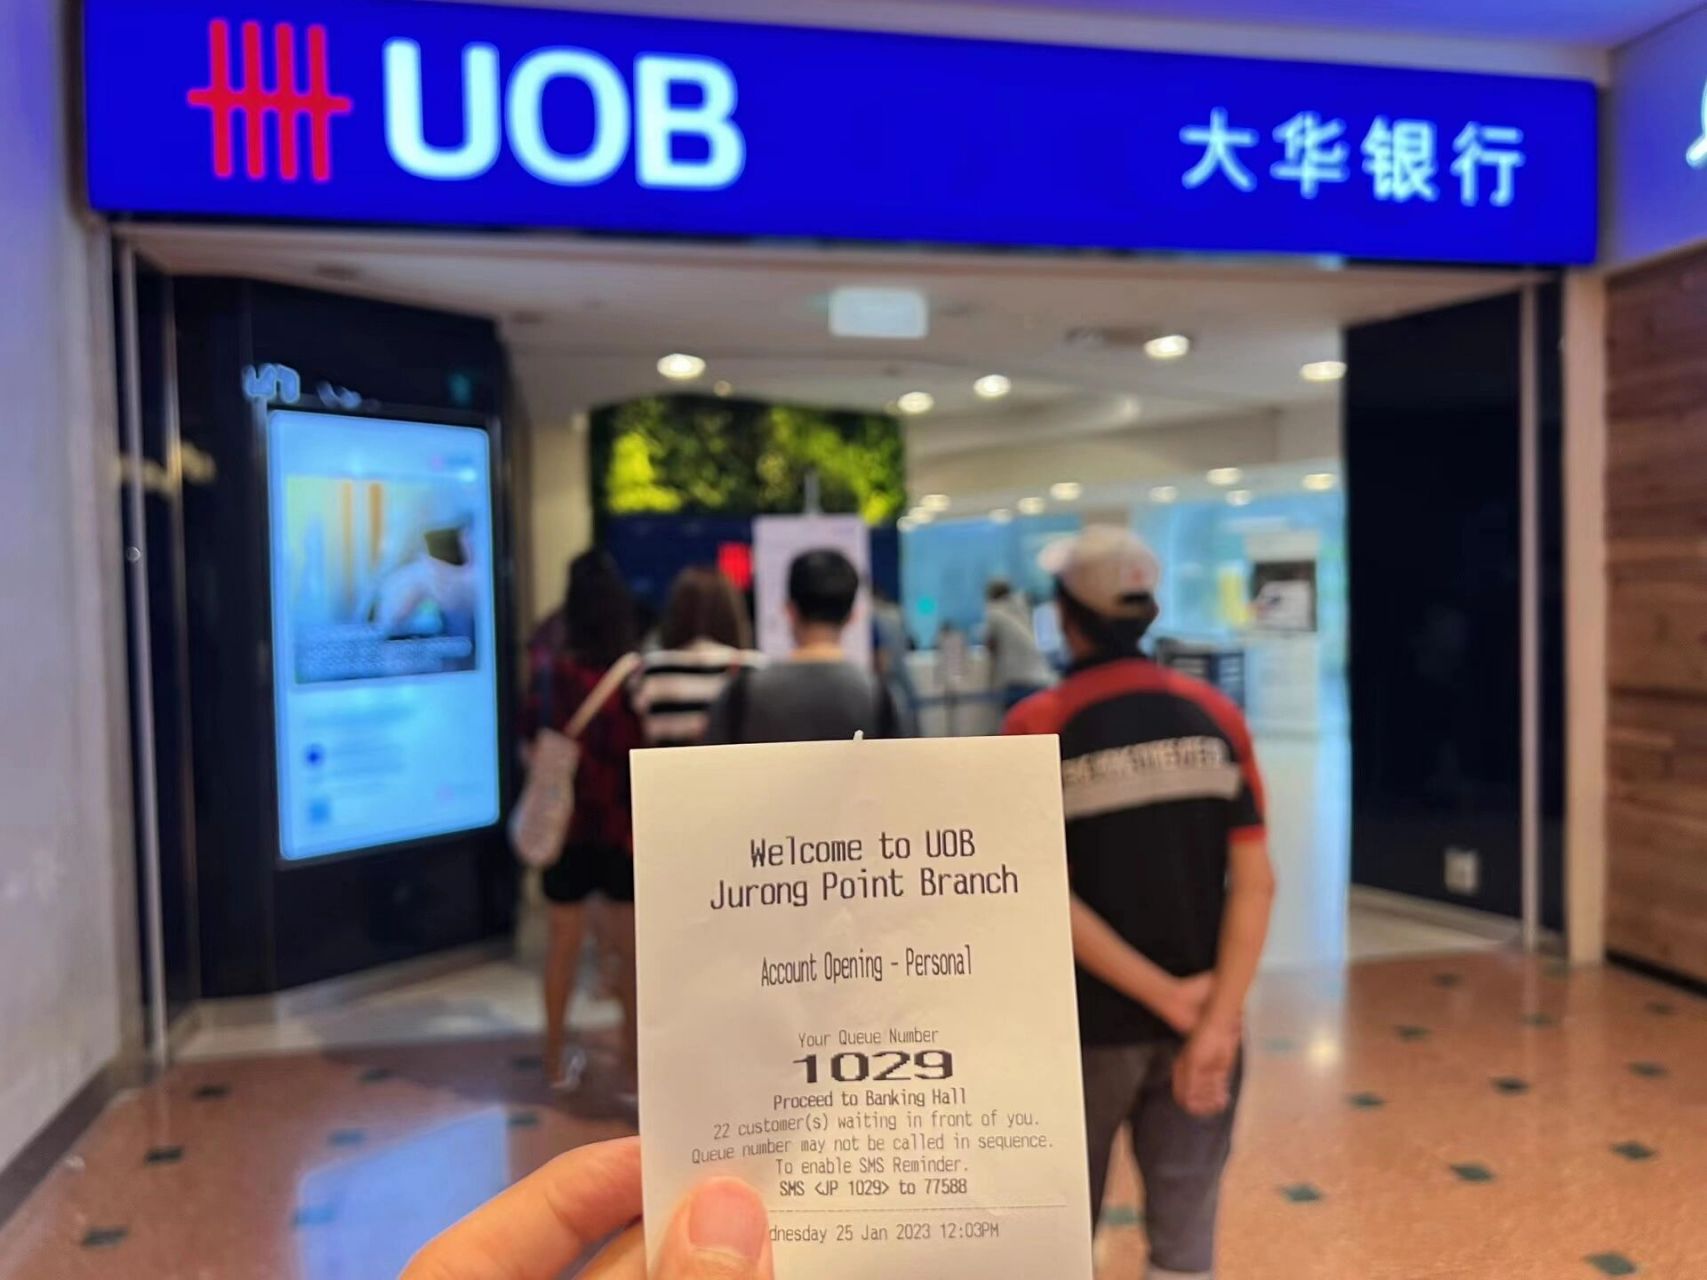 UOB 大华银行
Welcome to UOB
Jurong Point Branch
Account Opening - Personal
Your Queue Number
1029
Proceed to Banking Hall
22 customer(s) waiting in front of you.
Queue number may not be called in sequence.
To enable SMS Reminder.
SMS <JP 1029> to 77588
dnesday 25 Jan 2023 12:03PM